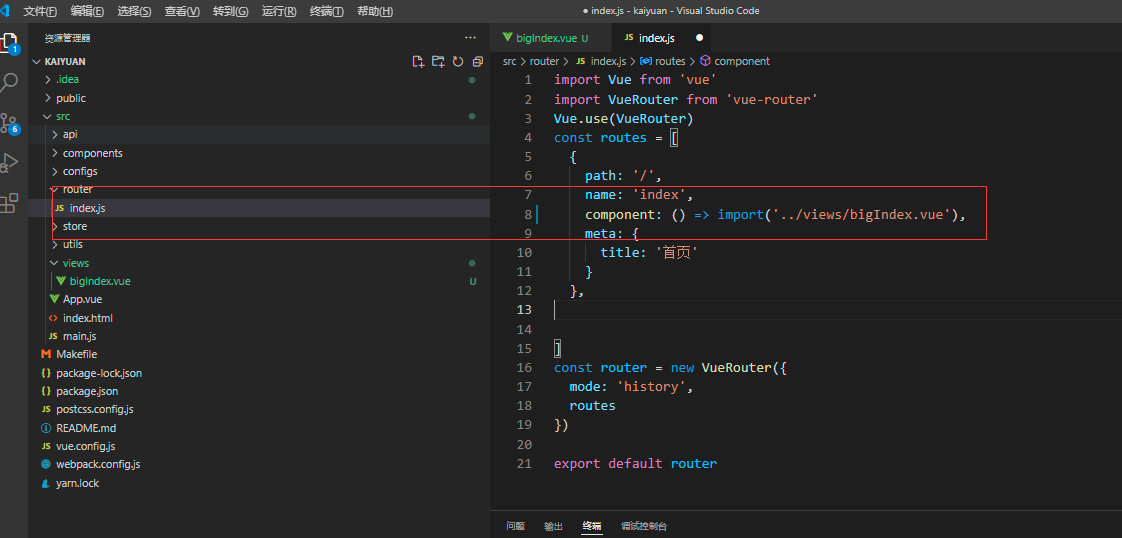 文件(F) 编辑(E) 选择(S) 查看(V) 转到(G) 运行(R) 终端(T) 帮助(H) ● index.js - kaiyuan - Visual Studio Code
资源管理器 ···
bigIndex.vue U index.js ●
KAIYUAN
src > router > JS index.js > routes > component
.idea
public
src
api
components
configs
router
JS index.js
store
utils
views
bigIndex.vue U
App.vue
<> index.html
JS main.js
Makefile
{} package-lock.json
{} package.json
JS postcss.config.js
README.md
JS vue.config.js
webpack.config.js
yarn.lock
1
6
1 import Vue from 'vue'
2 import VueRouter from 'vue-router'
3 Vue.use(VueRouter)
4 const routes = [
5 {
6 path: '/',
7 name: 'index',
8 component: () => import('../views/bigIndex.vue'),
9 meta: {
10 title: '首页'
11 }
12 },
13
14
15 ]
16 const router = new VueRouter({
17 mode: 'history',
18 routes
19 })
20
21 export default router
问题 输出 终端 调试控制台